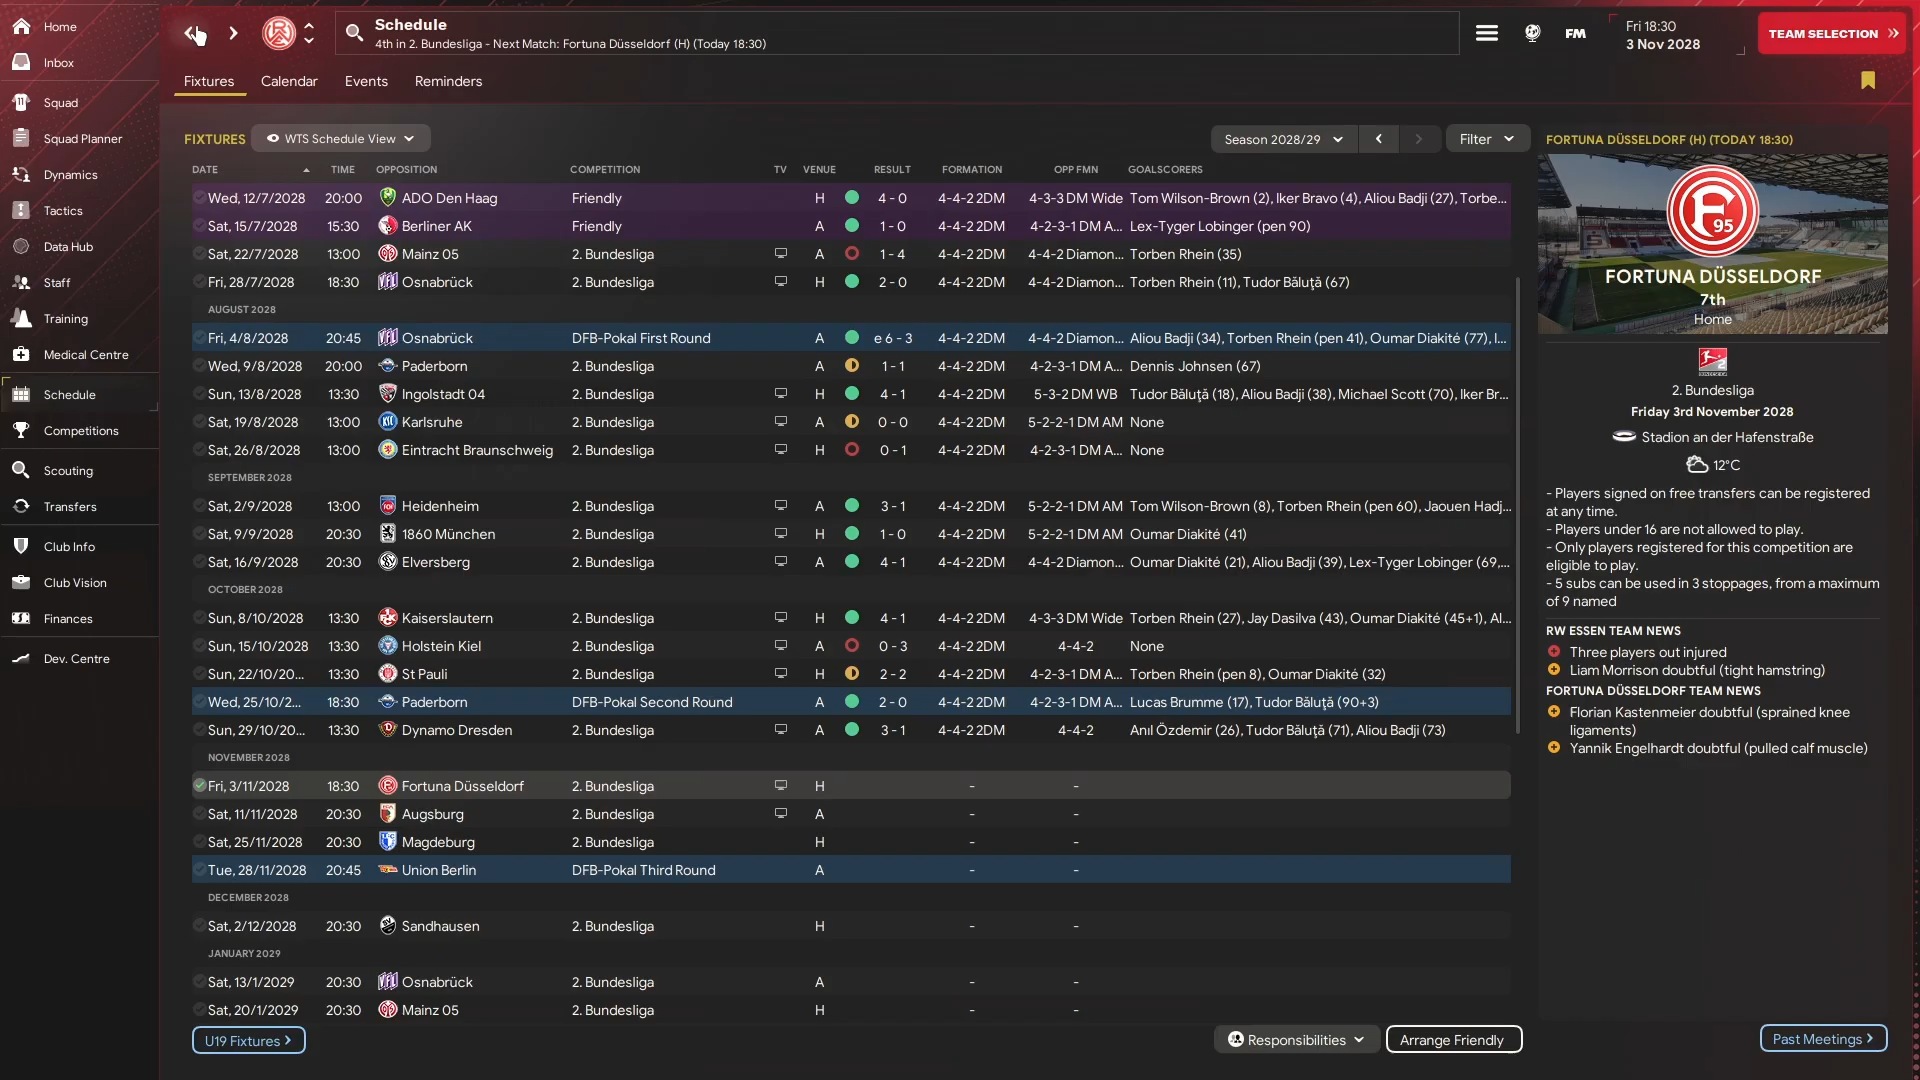 Home
Inbox
Squad
Squad Planner
Dynamics
Tactics
Data Hub
Staff
Training
Medical Centre
Schedule
Competitions
Scouting
Transfers
Club Info
Club Vision
Finances
Dev. Centre
Schedule
4th in 2. Bundesliga - Next Match: Fortuna Düsseldorf (H) (Today 18:30)
FM
Fri 18:30
3 Nov 2028
TEAM SELECTION
Fixtures Calendar Events Reminders
FIXTURES WTS Schedule View Season 2028/29 Filter
DATE TIME OPPOSITION COMPETITION TV VENUE RESULT FORMATION OPP FMN GOALSCORERS
Wed, 12/7/2028 20:00 ADO Den Haag Friendly H 4 - 0 4-4-2 2DM 4-3-3 DM Wide Tom Wilson-Brown (2), Iker Bravo (4), Aliou Badji (27), Torbe...
Sat, 15/7/2028 15:30 Berliner AK Friendly A 1 - 0 4-4-2 2DM 4-2-3-1 DM A... Lex-Tyger Lobinger (pen 90)
Sat, 22/7/2028 13:00 Mainz 05 2. Bundesliga A 1 - 4 4-4-2 2DM 4-4-2 Diamon... Torben Rhein (35)
Fri, 28/7/2028 18:30 Osnabrück 2. Bundesliga H 2 - 0 4-4-2 2DM 4-4-2 Diamon... Torben Rhein (11), Tudor Băluţă (67)
AUGUST 2028
Fri, 4/8/2028 20:45 Osnabrück DFB-Pokal First Round A e 6 - 3 4-4-2 2DM 4-4-2 Diamon... Aliou Badji (34), Torben Rhein (pen 41), Oumar Diakité (77), I...
Wed, 9/8/2028 20:00 Paderborn 2. Bundesliga A 1 - 1 4-4-2 2DM 4-2-3-1 DM A... Dennis Johnsen (67)
Sun, 13/8/2028 13:30 Ingolstadt 04 2. Bundesliga H 4 - 1 4-4-2 2DM 5-3-2 DM WB Tudor Băluţă (18), Aliou Badji (38), Michael Scott (70), Iker Br...
Sat, 19/8/2028 13:00 Karlsruhe 2. Bundesliga A 0 - 0 4-4-2 2DM 5-2-2-1 DM AM None
Sat, 26/8/2028 13:00 Eintracht Braunschweig 2. Bundesliga H 0 - 1 4-4-2 2DM 4-2-3-1 DM A... None
SEPTEMBER 2028
Sat, 2/9/2028 13:00 Heidenheim 2. Bundesliga A 3 - 1 4-4-2 2DM 5-2-2-1 DM AM Tom Wilson-Brown (8), Torben Rhein (pen 60), Jaouen Hadj...
Sat, 9/9/2028 20:30 1860 München 2. Bundesliga H 1 - 0 4-4-2 2DM 5-2-2-1 DM AM Oumar Diakité (41)
Sat, 16/9/2028 20:30 Elversberg 2. Bundesliga A 4 - 1 4-4-2 2DM 4-4-2 Diamon... Oumar Diakité (21), Aliou Badji (39), Lex-Tyger Lobinger (69,...
OCTOBER 2028
Sun, 8/10/2028 13:30 Kaiserslautern 2. Bundesliga H 4 - 1 4-4-2 2DM 4-3-3 DM Wide Torben Rhein (27), Jay Dasilva (43), Oumar Diakité (45+1), Al...
Sun, 15/10/2028 13:30 Holstein Kiel 2. Bundesliga A 0 - 3 4-4-2 2DM 4-4-2 None
Sun, 22/10/20... 13:30 St Pauli 2. Bundesliga H 2 - 2 4-4-2 2DM 4-2-3-1 DM A... Torben Rhein (pen 8), Oumar Diakité (32)
Wed, 25/10/2... 18:30 Paderborn DFB-Pokal Second Round A 2 - 0 4-4-2 2DM 4-2-3-1 DM A... Lucas Brumme (17), Tudor Băluţă (90+3)
Sun, 29/10/20... 13:30 Dynamo Dresden 2. Bundesliga A 3 - 1 4-4-2 2DM 4-4-2 Anıl Özdemir (26), Tudor Băluţă (71), Aliou Badji (73)
NOVEMBER 2028
Fri, 3/11/2028 18:30 Fortuna Düsseldorf 2. Bundesliga H - -
Sat, 11/11/2028 20:30 Augsburg 2. Bundesliga A - -
Sat, 25/11/2028 20:30 Magdeburg 2. Bundesliga H - -
Tue, 28/11/2028 20:45 Union Berlin DFB-Pokal Third Round A - -
DECEMBER 2028
Sat, 2/12/2028 20:30 Sandhausen 2. Bundesliga H - -
JANUARY 2029
Sat, 13/1/2029 20:30 Osnabrück 2. Bundesliga A - -
Sat, 20/1/2029 20:30 Mainz 05 2. Bundesliga H - -
U19 Fixtures Responsibilities Arrange Friendly
FORTUNA DÜSSELDORF (H) (TODAY 18:30)
F 95
FORTUNA DÜSSELDORF
7th
Home
2. Bundesliga
Friday 3rd November 2028
Stadion an der Hafenstraße
12°C
- Players signed on free transfers can be registered
at any time.
- Players under 16 are not allowed to play.
- Only players registered for this competition are
eligible to play.
- 5 subs can be used in 3 stoppages, from a maximum
of 9 named
RW ESSEN TEAM NEWS
Three players out injured
Liam Morrison doubtful (tight hamstring)
FORTUNA DÜSSELDORF TEAM NEWS
Florian Kastenmeier doubtful (sprained knee
ligaments)
Yannik Engelhardt doubtful (pulled calf muscle)
Past Meetings